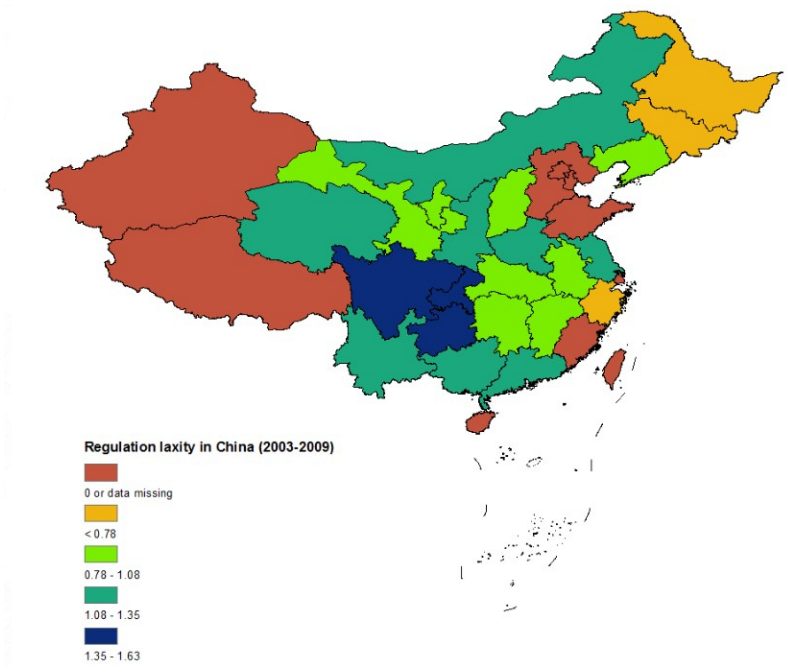 Regulation laxity in China (2003-2009)
0 or data missing
< 0.78
0.78 - 1.08
1.08 - 1.35
1.35 - 1.63